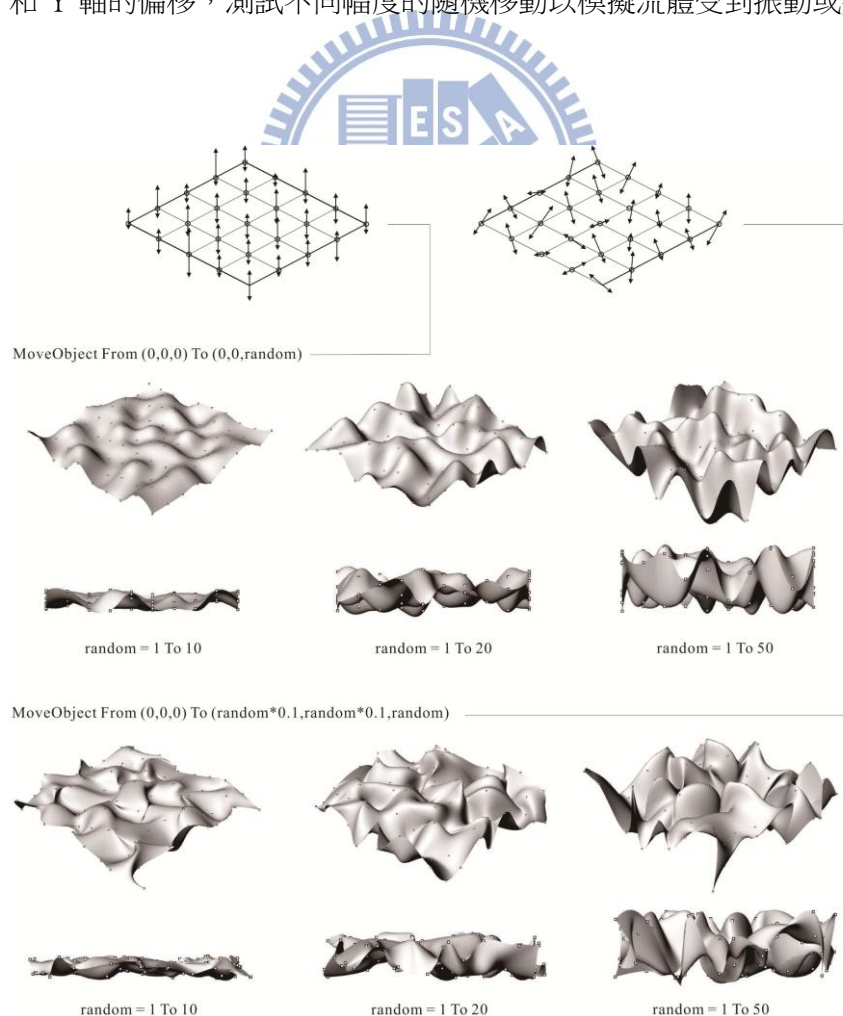 和 Y 軸的偏移，測試不同幅度的隨機移動以模擬流體受到振動或
ESA
MoveObject From (0,0,0) To (0,0,random)
random = 1 To 10
random = 1 To 20
random = 1 To 50
MoveObject From (0,0,0) To (random*0.1,random*0.1,random)
random = 1 To 10
random = 1 To 20
random = 1 To 50